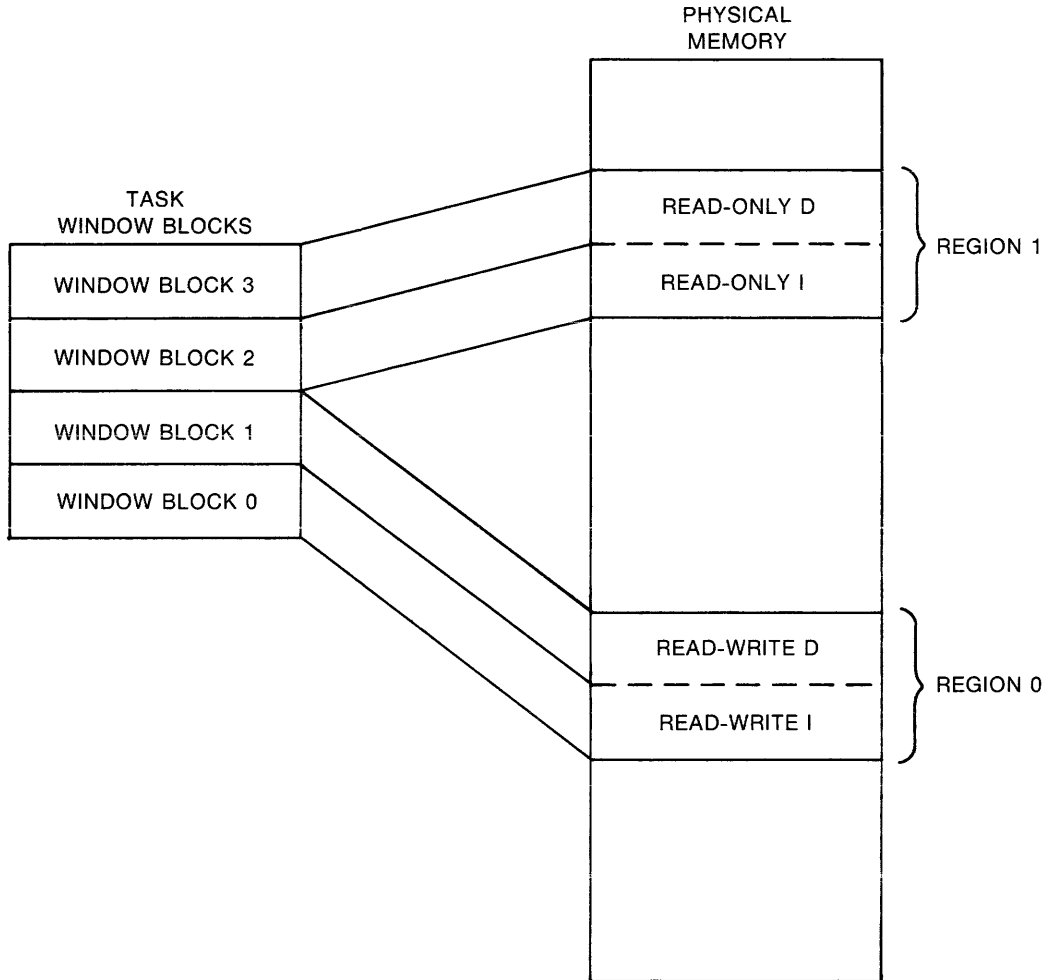 PHYSICAL
MEMORY
TASK
WINDOW BLOCKS
WINDOW BLOCK 3
WINDOW BLOCK 2
WINDOW BLOCK 1
WINDOW BLOCK 0
READ-ONLY D
READ-ONLY I
REGION 1
READ-WRITE D
READ-WRITE I
REGION 0